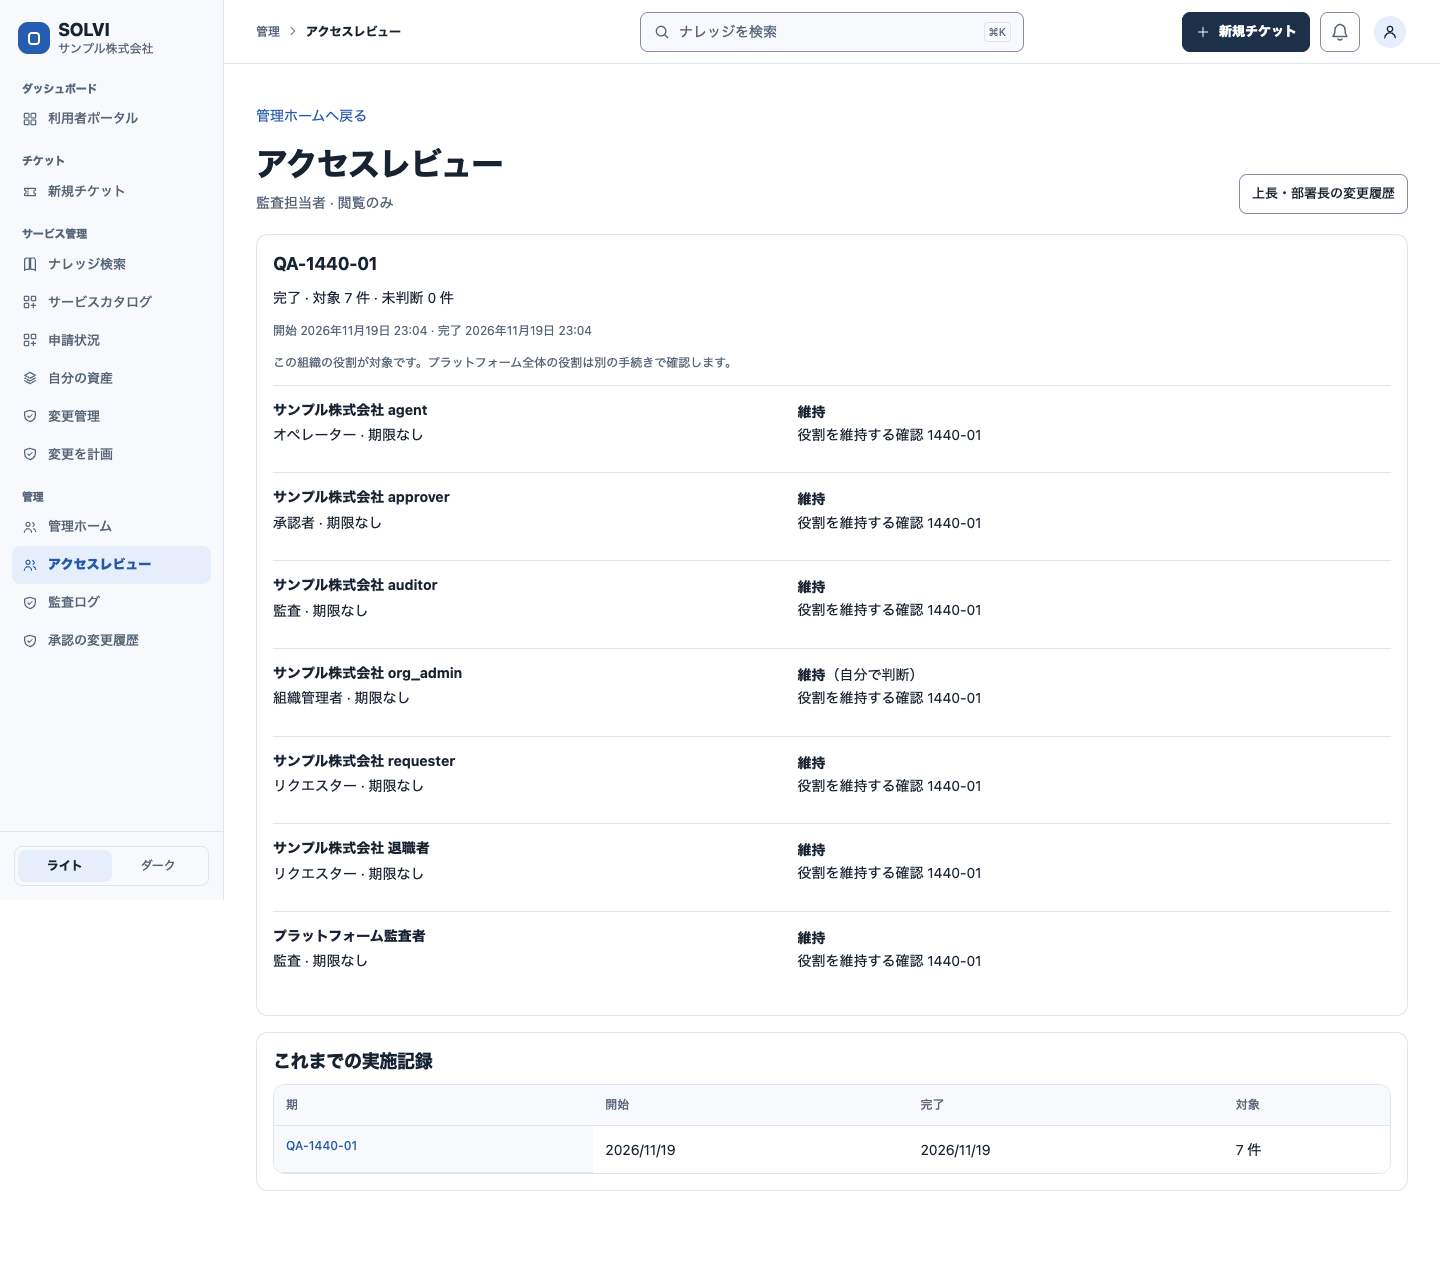 SOLVI
サンプル株式会社
ダッシュボード
利用者ポータル
チケット
新規チケット
サービス管理
ナレッジ検索
サービスカタログ
申請状況
自分の資産
変更管理
変更を計画
管理
管理ホーム
アクセスレビュー
監査ログ
承認の変更履歴
ライト
ダーク
管理 > アクセスレビュー
ナレッジを検索 ⌘K
+ 新規チケット
管理ホームへ戻る
アクセスレビュー
監査担当者 · 閲覧のみ
上長・部署長の変更履歴
QA-1440-01
完了 · 対象 7 件 · 未判断 0 件
開始 2026年11月19日 23:04 · 完了 2026年11月19日 23:04
この組織の役割が対象です。プラットフォーム全体の役割は別の手続きで確認します。
サンプル株式会社 agent
オペレーター · 期限なし
維持
役割を維持する確認 1440-01
サンプル株式会社 approver
承認者 · 期限なし
維持
役割を維持する確認 1440-01
サンプル株式会社 auditor
監査 · 期限なし
維持
役割を維持する確認 1440-01
サンプル株式会社 org_admin
組織管理者 · 期限なし
維持（自分で判断）
役割を維持する確認 1440-01
サンプル株式会社 requester
リクエスター · 期限なし
維持
役割を維持する確認 1440-01
サンプル株式会社 退職者
リクエスター · 期限なし
維持
役割を維持する確認 1440-01
プラットフォーム監査者
監査 · 期限なし
維持
役割を維持する確認 1440-01
これまでの実施記録
期 開始 完了 対象
QA-1440-01 2026/11/19 2026/11/19 7 件